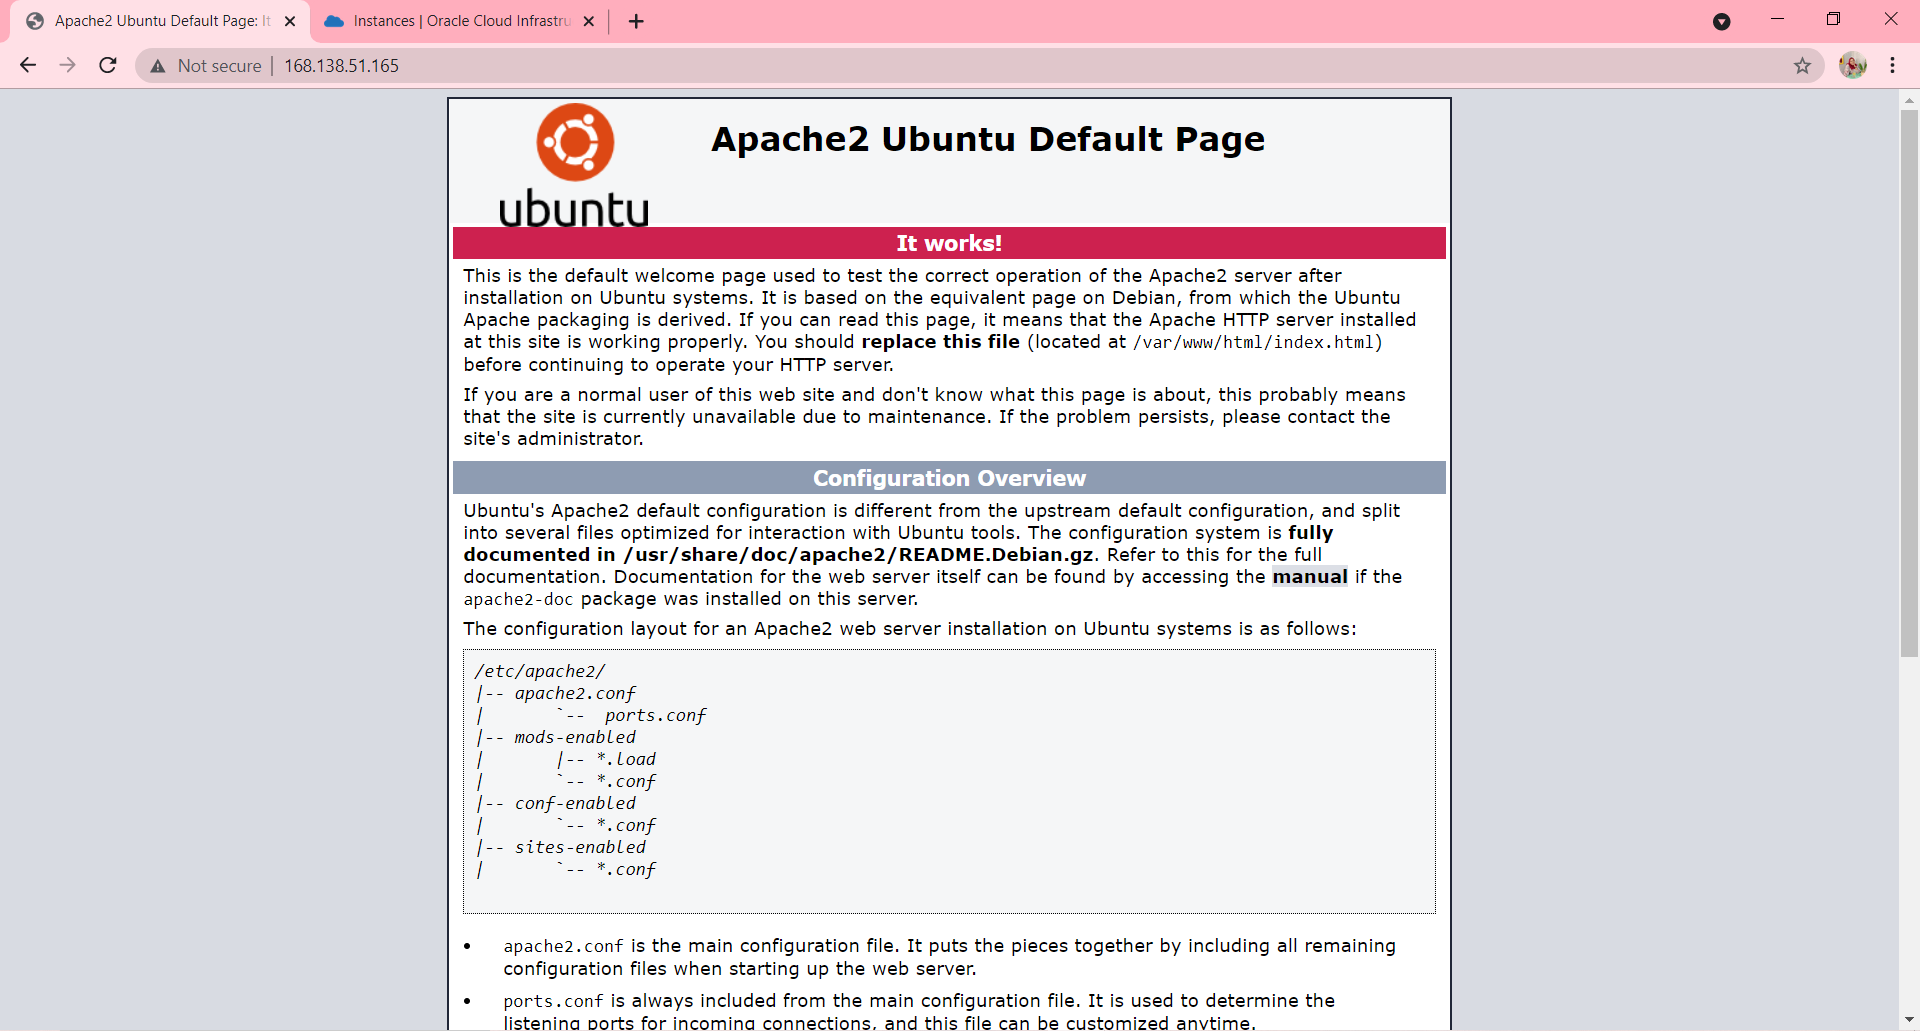 Apache2 Ubuntu Default Page: It
Instances | Oracle Cloud Infrastru
Not secure | 168.138.51.165
ubuntu
Apache2 Ubuntu Default Page
It works!
This is the default welcome page used to test the correct operation of the Apache2 server after
installation on Ubuntu systems. It is based on the equivalent page on Debian, from which the Ubuntu
Apache packaging is derived. If you can read this page, it means that the Apache HTTP server installed
at this site is working properly. You should replace this file (located at /var/www/html/index.html)
before continuing to operate your HTTP server.
If you are a normal user of this web site and don't know what this page is about, this probably means
that the site is currently unavailable due to maintenance. If the problem persists, please contact the
site's administrator.
Configuration Overview
Ubuntu's Apache2 default configuration is different from the upstream default configuration, and split
into several files optimized for interaction with Ubuntu tools. The configuration system is fully
documented in /usr/share/doc/apache2/README.Debian.gz. Refer to this for the full
documentation. Documentation for the web server itself can be found by accessing the manual if the
apache2-doc package was installed on this server.
The configuration layout for an Apache2 web server installation on Ubuntu systems is as follows:
/etc/apache2/
|-- apache2.conf
|       `--  ports.conf
|-- mods-enabled
|       |-- *.load
|       `-- *.conf
|-- conf-enabled
|       `-- *.conf
|-- sites-enabled
|       `-- *.conf
• apache2.conf is the main configuration file. It puts the pieces together by including all remaining
configuration files when starting up the web server.
• ports.conf is always included from the main configuration file. It is used to determine the
listening ports for incoming connections, and this file can be customized anytime.